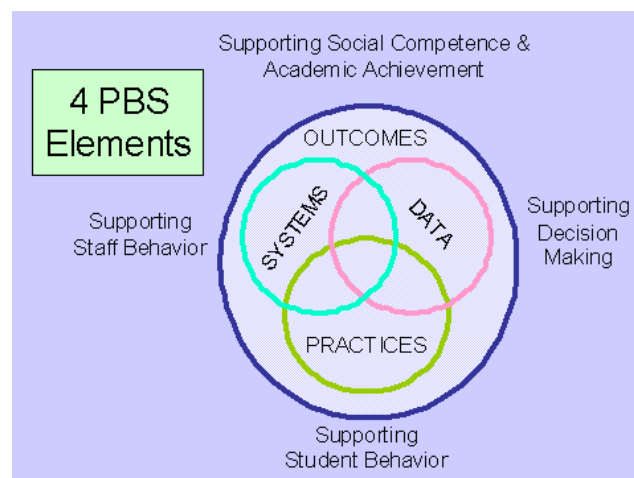 Supporting Social Competence &
Academic Achievement
4 PBS
Elements
OUTCOMES
SYSTEMS
DATA
Supporting
Staff Behavior
Supporting
Decision
Making
PRACTICES
Supporting
Student Behavior